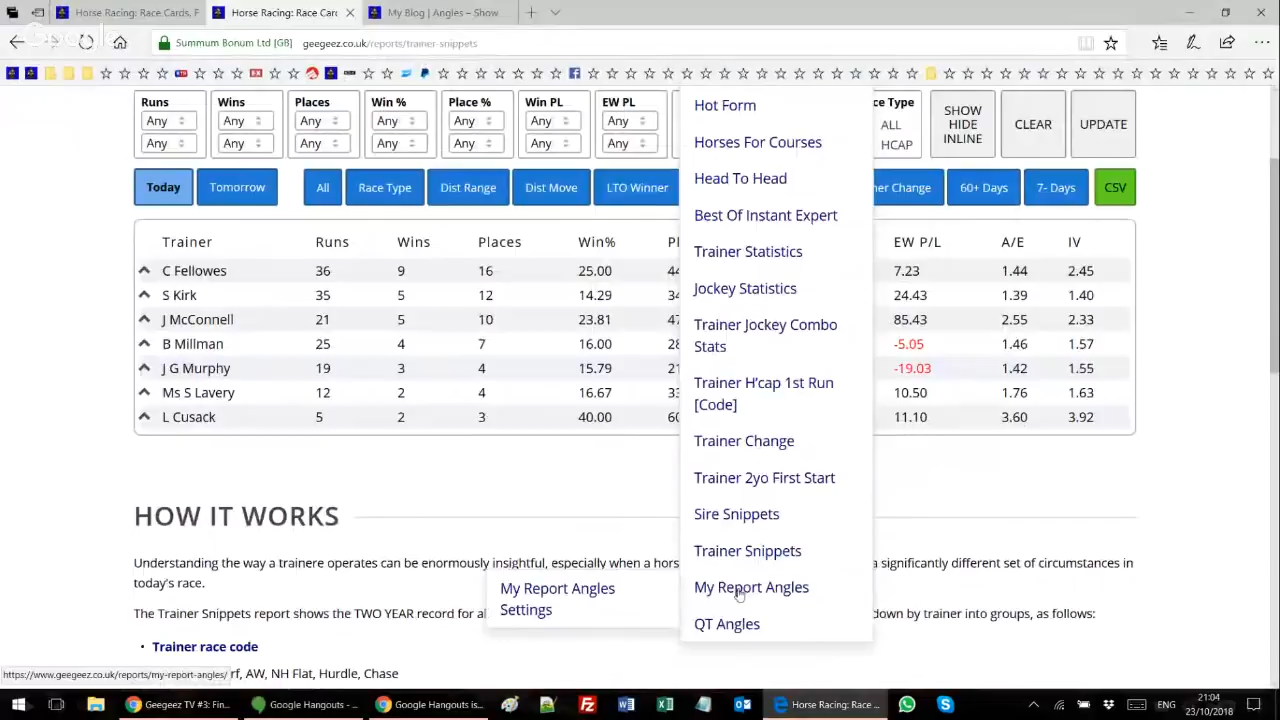 Horse Racing: Race Cards, F
Horse Racing: Race Card
My Blog | Angles – Show
Google
Summum Bonum Ltd [GB]
geegeez.co.uk/reports/trainer-snippets
Runs
Wins
Places
Win %
Place %
Win PL
EW PL
ce Type
Any
Any
Any
Any
Any
Any
Any
ALL
Any
Any
Any
Any
Any
Any
Any
HCAP
SHOW
HIDE
INLINE
CLEAR
UPDATE
Today
Tomorrow
All
Race Type
Dist Range
Dist Move
LTO Winner
ner Change
60+ Days
7- Days
CSV
Trainer Runs Wins Places Win% Pl EW P/L A/E IV
C Fellowes 36 9 16 25.00 44 7.23 1.44 2.45
S Kirk 35 5 12 14.29 34 24.43 1.39 1.40
J McConnell 21 5 10 23.81 47 85.43 2.55 2.33
B Millman 25 4 7 16.00 28 -5.05 1.46 1.57
J G Murphy 19 3 4 15.79 21 -19.03 1.42 1.55
Ms S Lavery 12 2 4 16.67 33 10.50 1.76 1.63
L Cusack 5 2 3 40.00 60 11.10 3.60 3.92
Hot Form
Horses For Courses
Head To Head
Best Of Instant Expert
Trainer Statistics
Jockey Statistics
Trainer Jockey Combo
Stats
Trainer H'cap 1st Run
[Code]
Trainer Change
Trainer 2yo First Start
Sire Snippets
Trainer Snippets
My Report Angles
QT Angles
My Report Angles
Settings
HOW IT WORKS
Understanding the way a trainere operates can be enormously insightful, especially when a hors a significantly different set of circumstances in
today's race.
The Trainer Snippets report shows the TWO YEAR record for al down by trainer into groups, as follows:
• Trainer race code
rf, AW, NH Flat, Hurdle, Chase
https://www.geegeez.co.uk/reports/my-report-angles/
Geegeez TV #3: Fin...
Google Hangouts - ...
Google Hangouts is...
Horse Racing: Race ...
ENG
21:04
23/10/2018